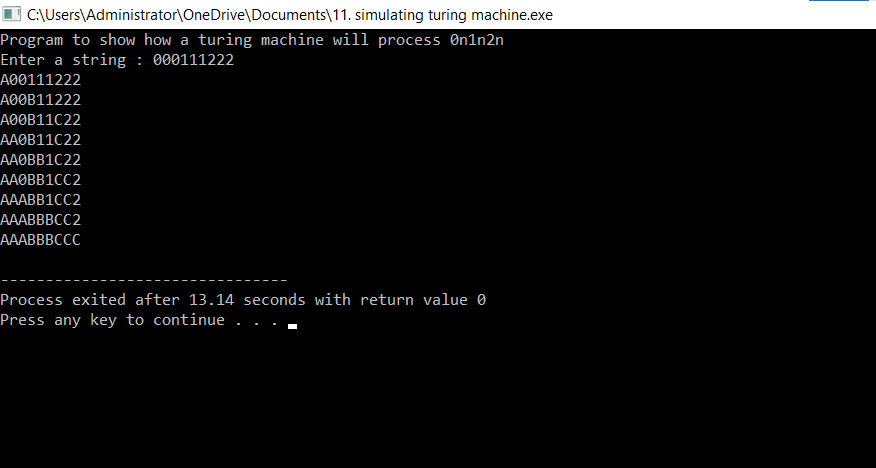 C:\Users\Administrator\OneDrive\Documents\11. simulating turing machine.exe
Program to show how a turing machine will process 0n1n2n
Enter a string : 000111222
A00111222
A00B11222
A00B11C22
AA0B11C22
AA0BB1C22
AA0BB1CC2
AAABB1CC2
AAABBBCC2
AAABBBCCC
--------------------------------
Process exited after 13.14 seconds with return value 0
Press any key to continue . . .